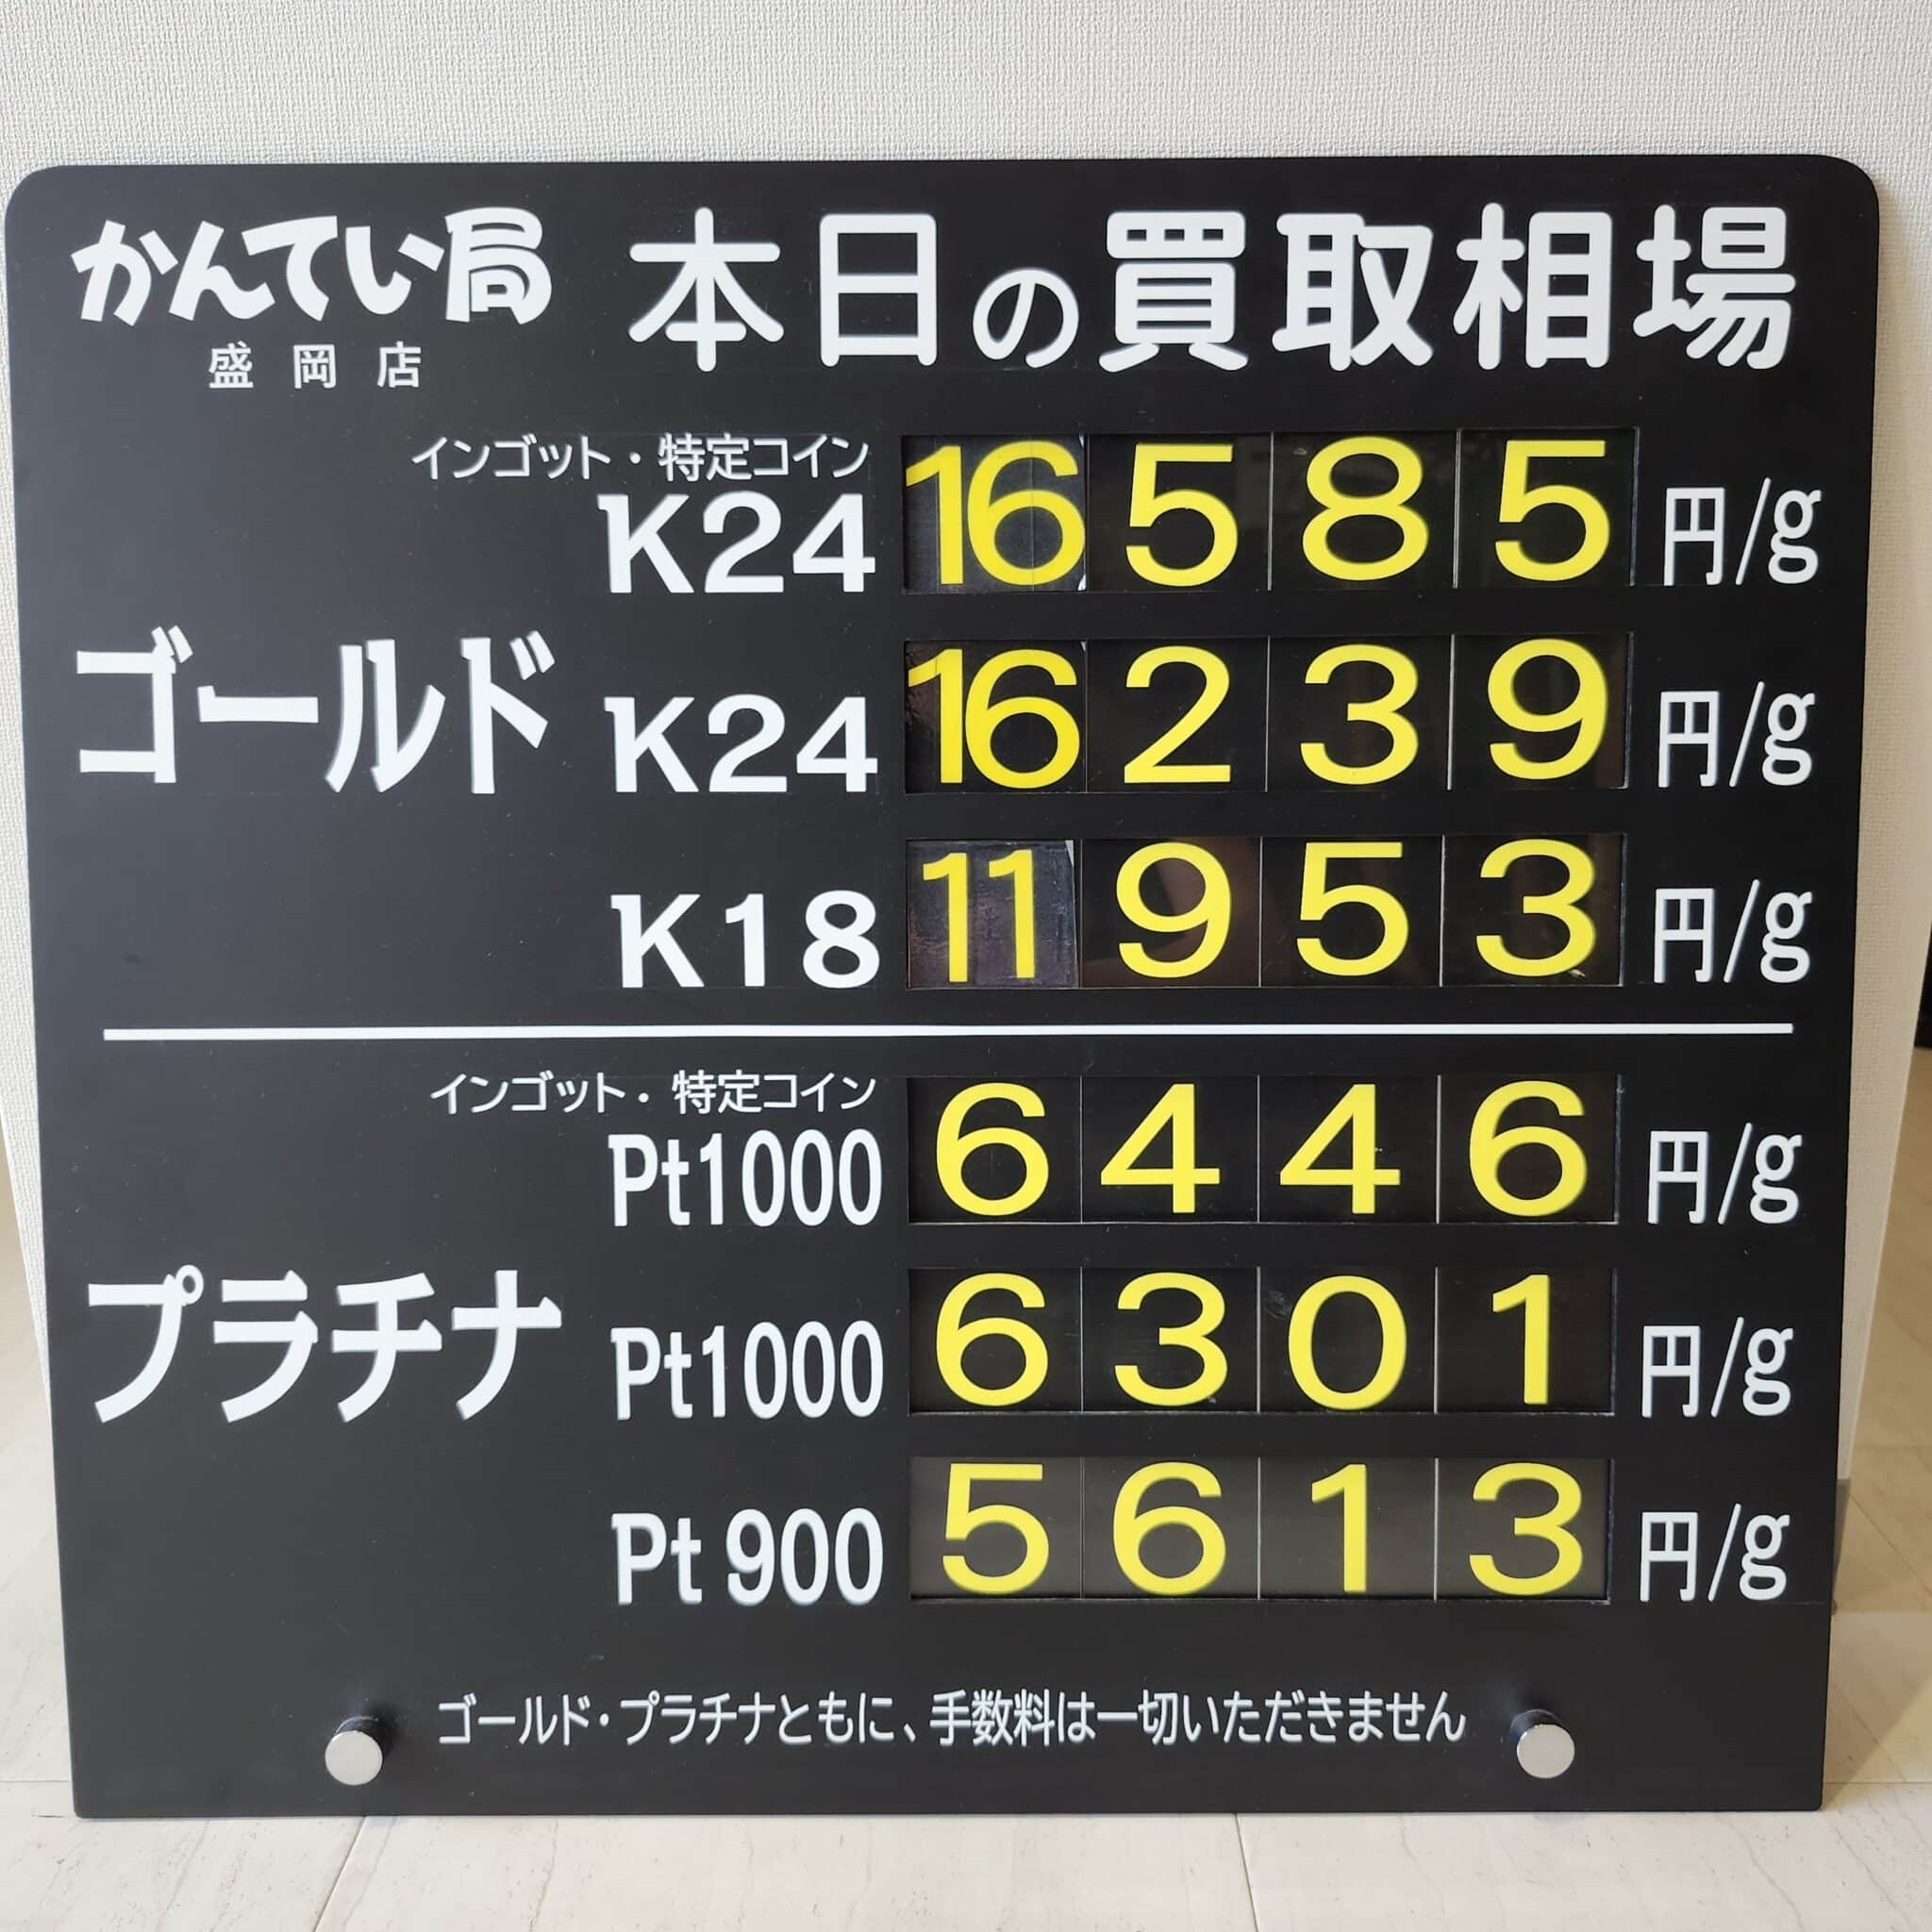 かんてい局 本日の買取相場
盛岡店
インゴット・特定コイン
K24 16585 円/g
ゴールド K24 16239 円/g
K18 11953 円/g
インゴット・特定コイン
Pt1000 6446 円/g
プラチナ Pt1000 6301 円/g
Pt 900 5613 円/g
ゴールド・プラチナともに、手数料は一切いただきません